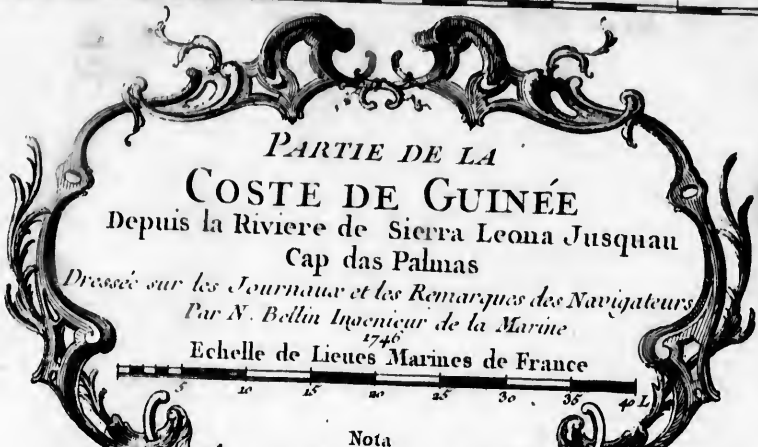 PARTIE DE LA
COSTE DE GUINÉE
Depuis la Riviere de Sierra Leona Jusquau
Cap das Palmas
Dressée sur les Journaux et les Remarques des Navigateurs
Par N. Bellin Ingenieur de la Marine
1746
Echelle de Lieues Marines de France
5 10 15 20 25 30 35 40 L
Nota